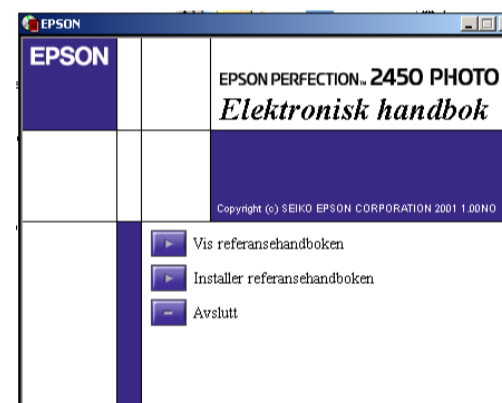 EPSON
EPSON
EPSON PERFECTION™ 2450 PHOTO
Elektronisk handbok
Copyright (c) SEIKO EPSON CORPORATION 2001 1.00NO
Vis referansehandboken
Installer referansehandboken
Avslutt